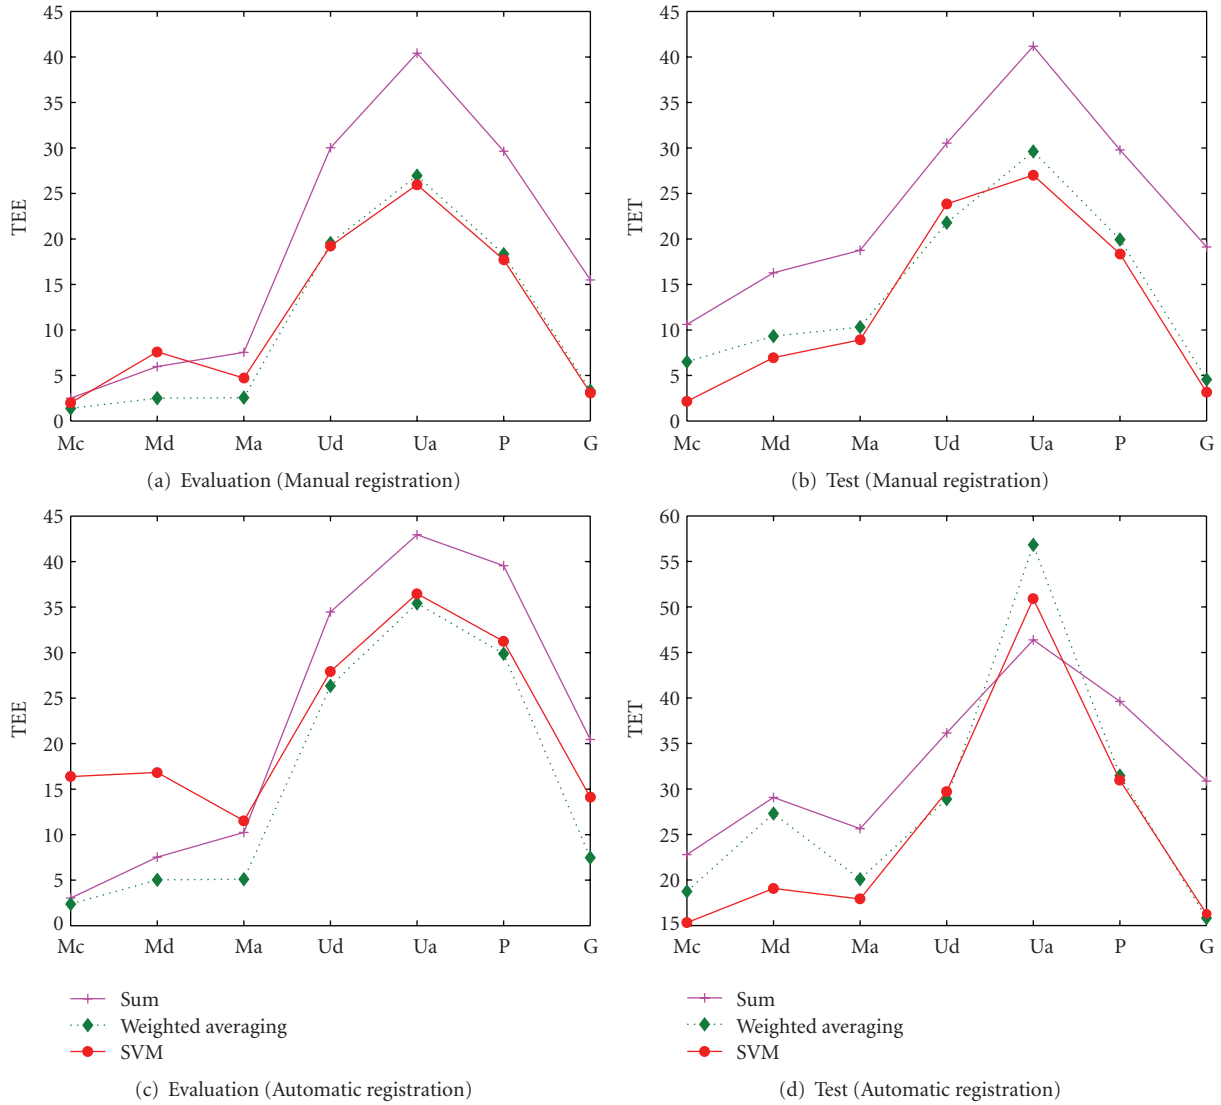 45
40
35
30
25
20
15
10
5
0
TEE
Mc Md Ma Ud Ua P G
(a) Evaluation (Manual registration)
45
40
35
30
25
20
15
10
5
0
TET
Mc Md Ma Ud Ua P G
(b) Test (Manual registration)
45
40
35
30
25
20
15
10
5
0
TEE
Mc Md Ma Ud Ua P G
Sum
Weighted averaging
SVM
(c) Evaluation (Automatic registration)
60
55
50
45
40
35
30
25
20
15
TET
Mc Md Ma Ud Ua P G
Sum
Weighted averaging
SVM
(d) Test (Automatic registration)